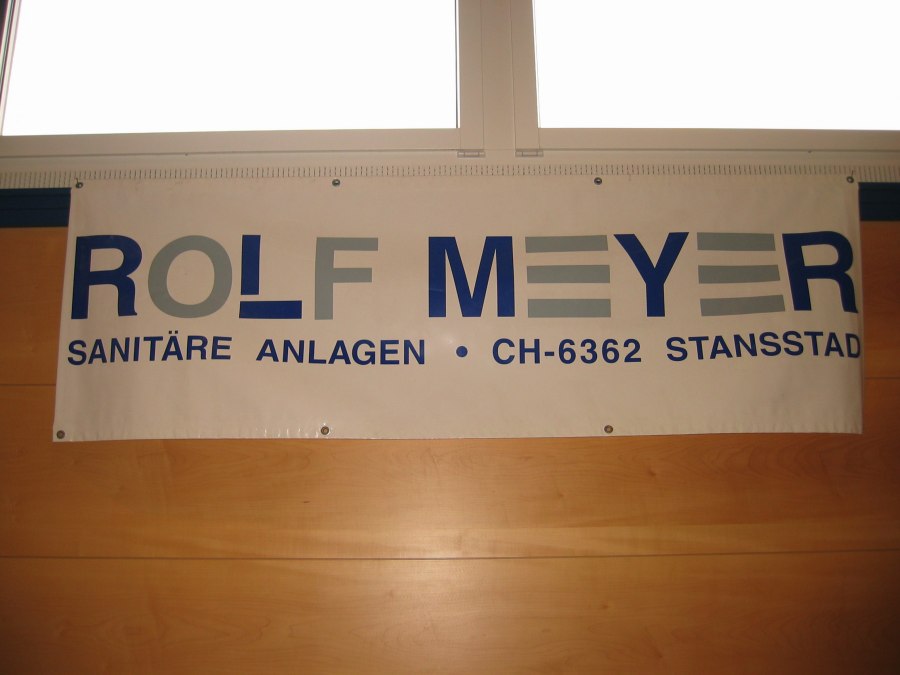 ROLF MEYER
SANITÄRE ANLAGEN • CH-6362 STANSSTAD